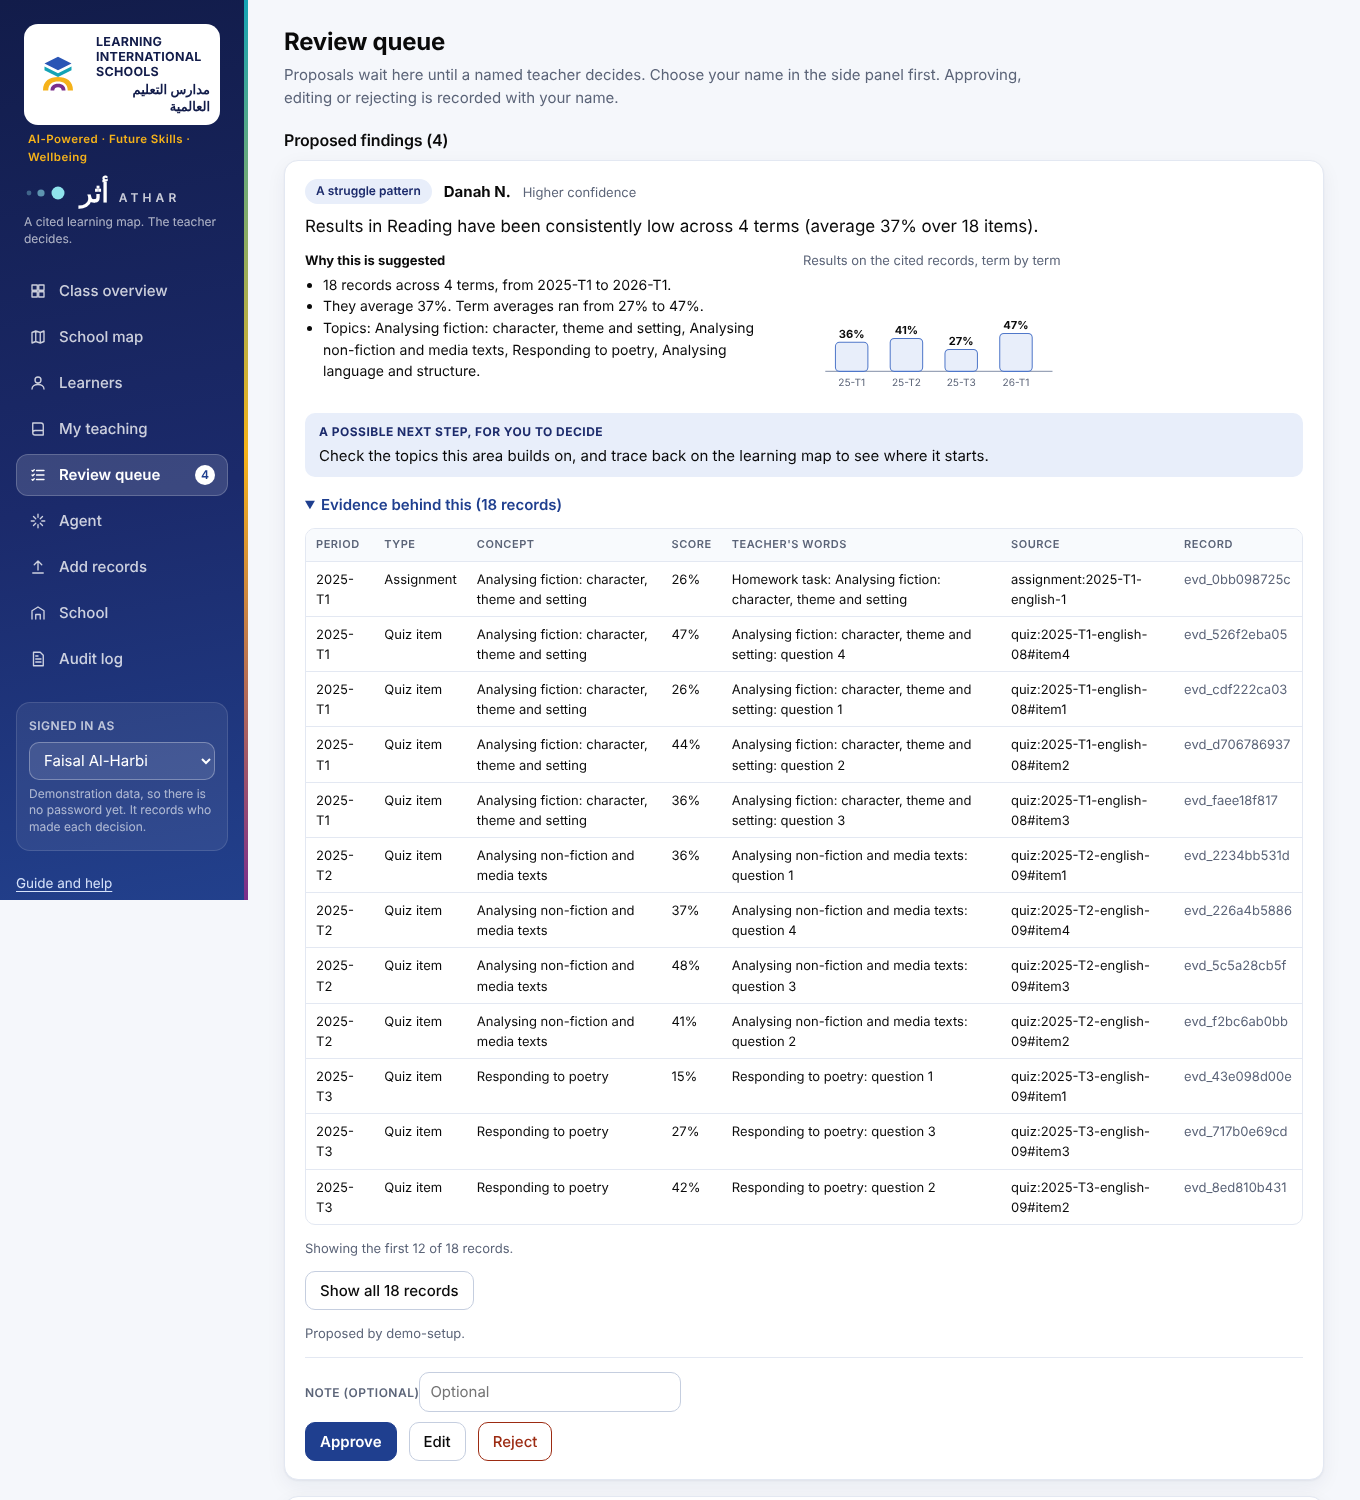 LEARNING
INTERNATIONAL
SCHOOLS
مدارس التعليم
العالمية
AI-Powered · Future Skills ·
Wellbeing
أثر ATHAR
A cited learning map. The teacher
decides.
Class overview
School map
Learners
My teaching
Review queue 4
Agent
Add records
School
Audit log
SIGNED IN AS
Faisal Al-Harbi
Demonstration data, so there is
no password yet. It records who
made each decision.
Guide and help
Review queue
Proposals wait here until a named teacher decides. Choose your name in the side panel first. Approving,
editing or rejecting is recorded with your name.
Proposed findings (4)
A struggle pattern Danah N. Higher confidence
Results in Reading have been consistently low across 4 terms (average 37% over 18 items).
Why this is suggested
• 18 records across 4 terms, from 2025-T1 to 2026-T1.
• They average 37%. Term averages ran from 27% to 47%.
• Topics: Analysing fiction: character, theme and setting, Analysing
non-fiction and media texts, Responding to poetry, Analysing
language and structure.
Results on the cited records, term by term
36% 41% 27% 47%
25-T1 25-T2 25-T3 26-T1
A POSSIBLE NEXT STEP, FOR YOU TO DECIDE
Check the topics this area builds on, and trace back on the learning map to see where it starts.
▼ Evidence behind this (18 records)
PERIOD TYPE CONCEPT SCORE TEACHER'S WORDS SOURCE RECORD
2025- Assignment Analysing fiction: character, 26% Homework task: Analysing fiction: assignment:2025-T1- evd_0bb098725c
T1 theme and setting character, theme and setting english-1
2025- Quiz item Analysing fiction: character, 47% Analysing fiction: character, theme and quiz:2025-T1-english- evd_526f2eba05
T1 theme and setting setting: question 4 08#item4
2025- Quiz item Analysing fiction: character, 26% Analysing fiction: character, theme and quiz:2025-T1-english- evd_cdf222ca03
T1 theme and setting setting: question 1 08#item1
2025- Quiz item Analysing fiction: character, 44% Analysing fiction: character, theme and quiz:2025-T1-english- evd_d706786937
T1 theme and setting setting: question 2 08#item2
2025- Quiz item Analysing fiction: character, 36% Analysing fiction: character, theme and quiz:2025-T1-english- evd_faee18f817
T1 theme and setting setting: question 3 08#item3
2025- Quiz item Analysing non-fiction and 36% Analysing non-fiction and media texts: quiz:2025-T2-english- evd_2234bb531d
T2 media texts question 1 09#item1
2025- Quiz item Analysing non-fiction and 37% Analysing non-fiction and media texts: quiz:2025-T2-english- evd_226a4b5886
T2 media texts question 4 09#item4
2025- Quiz item Analysing non-fiction and 48% Analysing non-fiction and media texts: quiz:2025-T2-english- evd_5c5a28cb5f
T2 media texts question 3 09#item3
2025- Quiz item Analysing non-fiction and 41% Analysing non-fiction and media texts: quiz:2025-T2-english- evd_f2bc6ab0bb
T2 media texts question 2 09#item2
2025- Quiz item Responding to poetry 15% Responding to poetry: question 1 quiz:2025-T3-english- evd_43e098d00e
T3 09#item1
2025- Quiz item Responding to poetry 27% Responding to poetry: question 3 quiz:2025-T3-english- evd_717b0e69cd
T3 09#item3
2025- Quiz item Responding to poetry 42% Responding to poetry: question 2 quiz:2025-T3-english- evd_8ed810b431
T3 09#item2
Showing the first 12 of 18 records.
Show all 18 records
Proposed by demo-setup.
NOTE (OPTIONAL) Optional
Approve Edit Reject